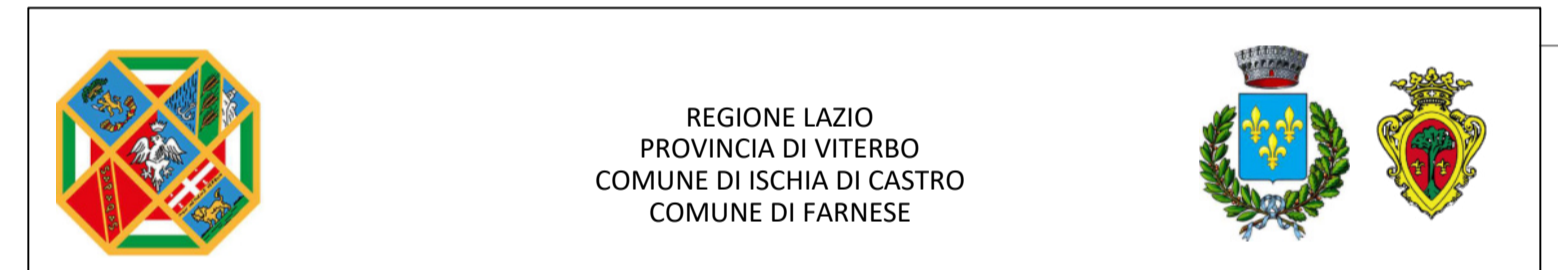 REGIONE LAZIO
PROVINCIA DI VITERBO
COMUNE DI ISCHIA DI CASTRO
COMUNE DI FARNESE